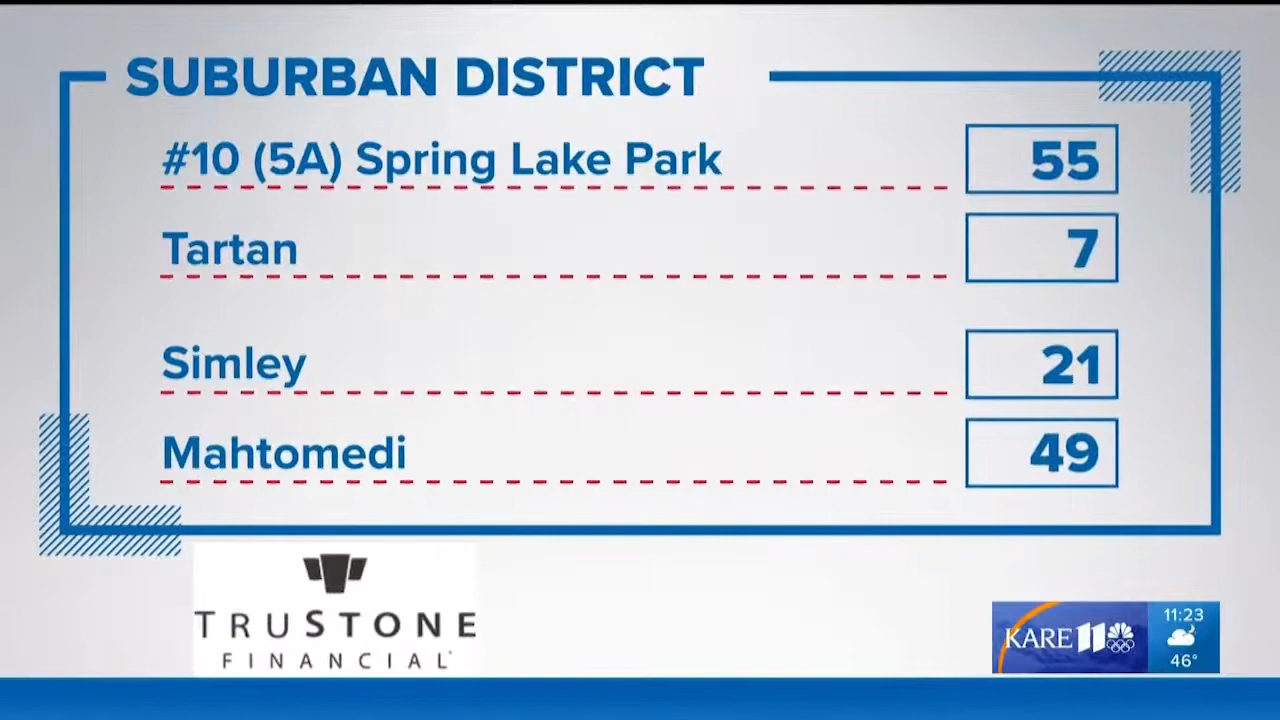 SUBURBAN DISTRICT
#10 (5A) Spring Lake Park 55
Tartan 7
Simley 21
Mahtomedi 49
TRUSTONE
FINANCIAL
KARE 11
11:23
46°